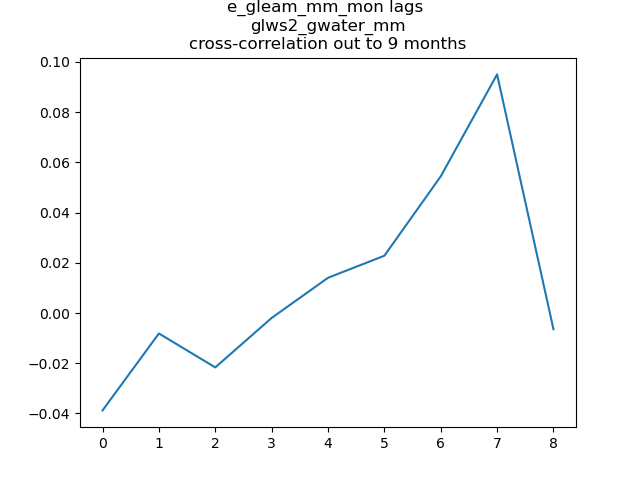 e_gleam_mm_mon lags
glws2_gwater_mm
cross-correlation out to 9 months
0.10
0.08
0.06
0.04
0.02
0.00
−0.02
−0.04
0 1 2 3 4 5 6 7 8